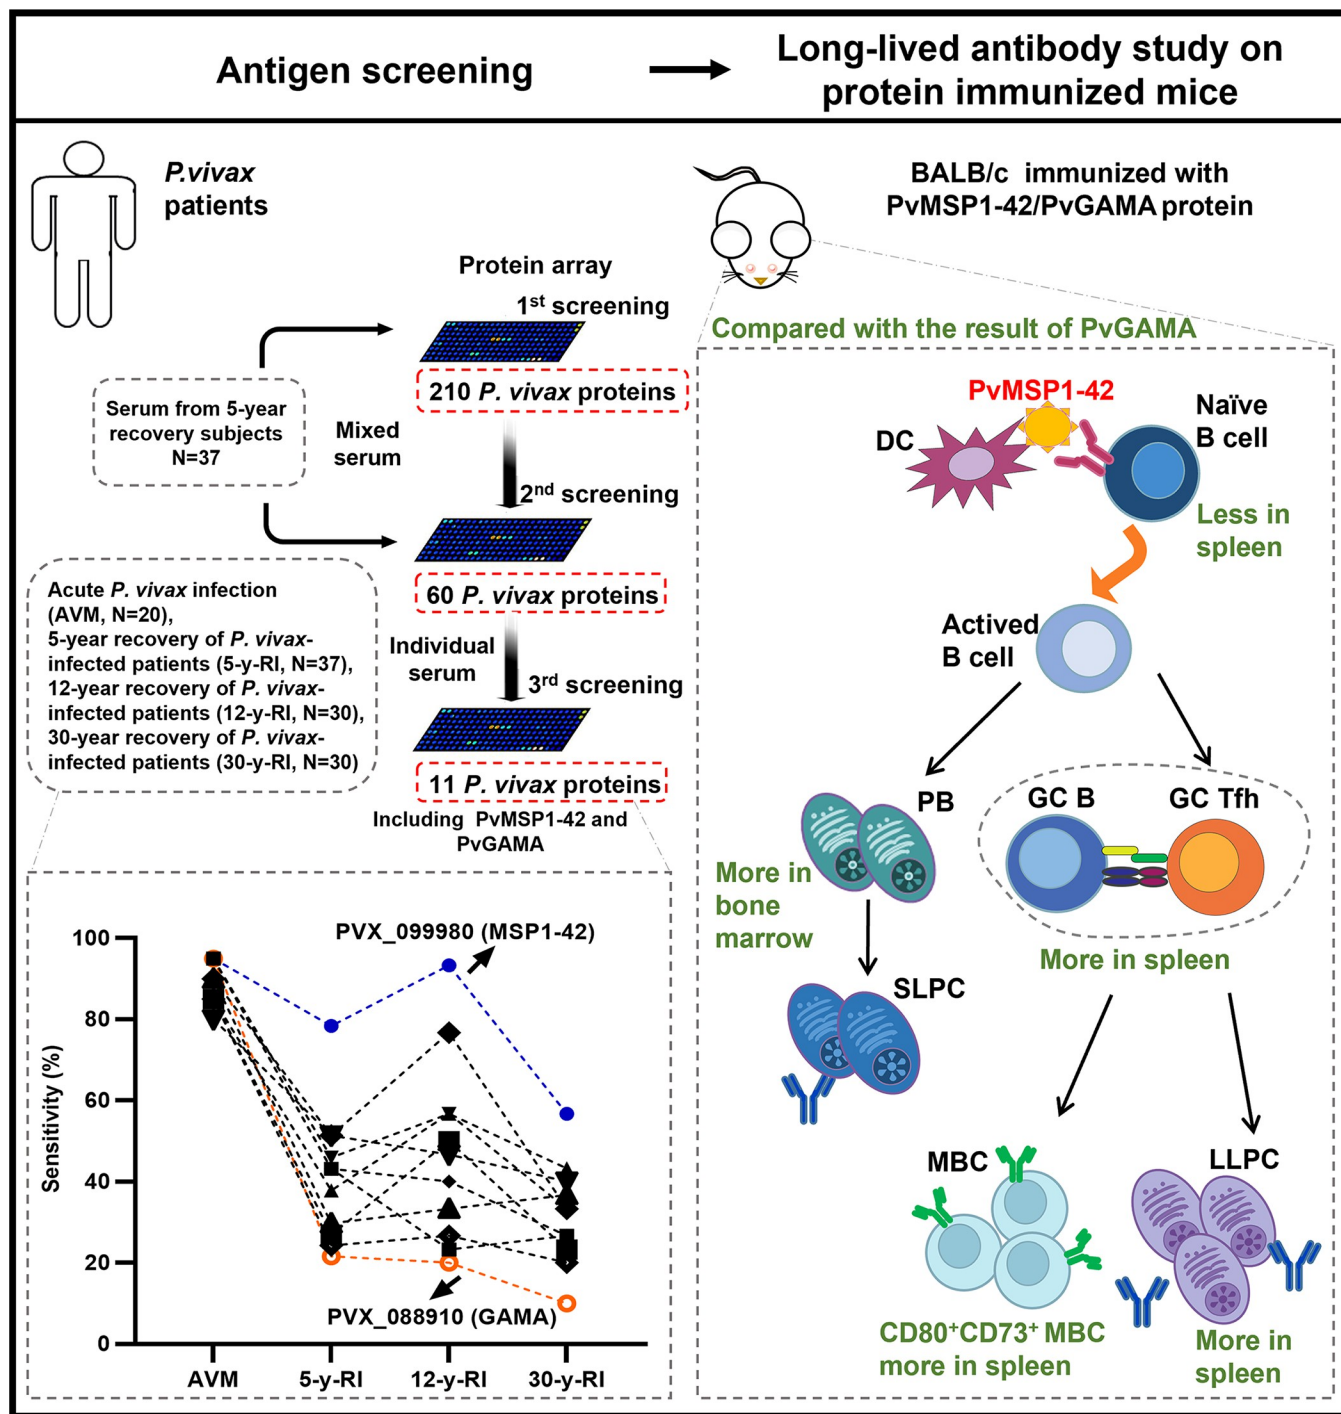 Antigen screening
Long-lived antibody study on
protein immunized mice
P.vivax
patients
Protein array
1st screening
210 P. vivax proteins
Serum from 5-year
recovery subjects
N=37
Mixed
serum
2nd screening
60 P. vivax proteins
Acute P. vivax infection
(AVM, N=20),
5-year recovery of P. vivax-
infected patients (5-y-RI, N=37),
12-year recovery of P. vivax-
infected patients (12-y-RI, N=30),
30-year recovery of P. vivax-
infected patients (30-y-RI, N=30)
Individual
serum
3rd screening
11 P. vivax proteins
Including PvMSP1-42 and
PvGAMA
PVX_099980 (MSP1-42)
PVX_088910 (GAMA)
Sensitivity (%)
100
80
60
40
20
0
AVM
5-y-RI
12-y-RI
30-y-RI
BALB/c immunized with
PvMSP1-42/PvGAMA protein
Compared with the result of PvGAMA
PvMSP1-42
DC
Naïve
B cell
Less in
spleen
Actived
B cell
PB
More in
bone
marrow
SLPC
GC B
GC Tfh
More in spleen
MBC
CD80+CD73+ MBC
more in spleen
LLPC
More in
spleen